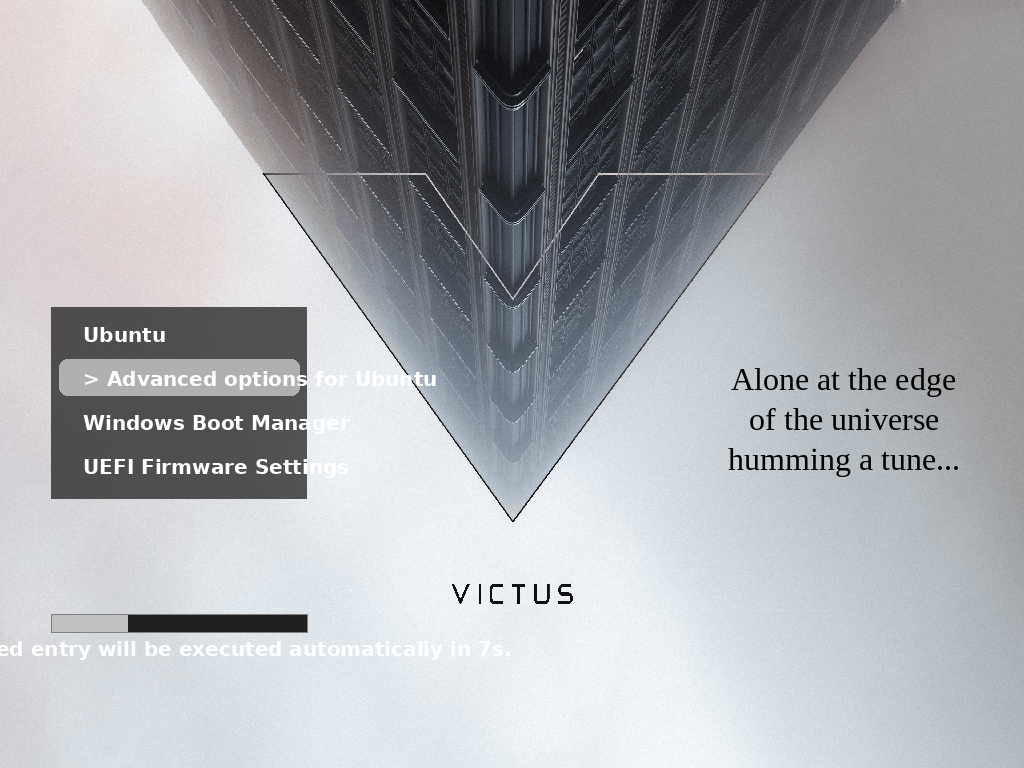 Ubuntu
> Advanced options for Ubuntu
Windows Boot Manager
UEFI Firmware Settings
Alone at the edge
of the universe
humming a tune...
VICTUS
ed entry will be executed automatically in 7s.